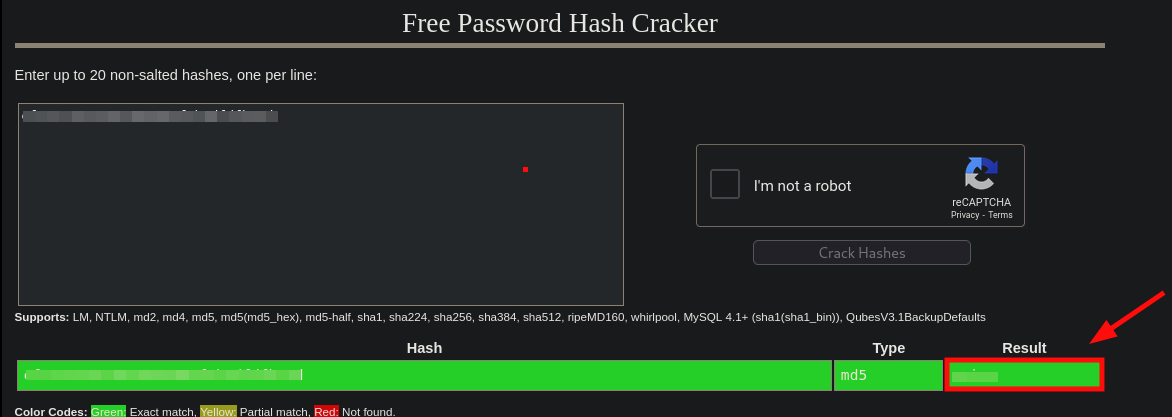 Free Password Hash Cracker
Enter up to 20 non-salted hashes, one per line:
I'm not a robot
reCAPTCHA
Privacy - Terms
Crack Hashes
Supports: LM, NTLM, md2, md4, md5, md5(md5_hex), md5-half, sha1, sha224, sha256, sha384, sha512, ripeMD160, whirlpool, MySQL 4.1+ (sha1(sha1_bin)), QubesV3.1BackupDefaults
Hash Type Result
md5
Color Codes: Green: Exact match, Yellow: Partial match, Red: Not found.